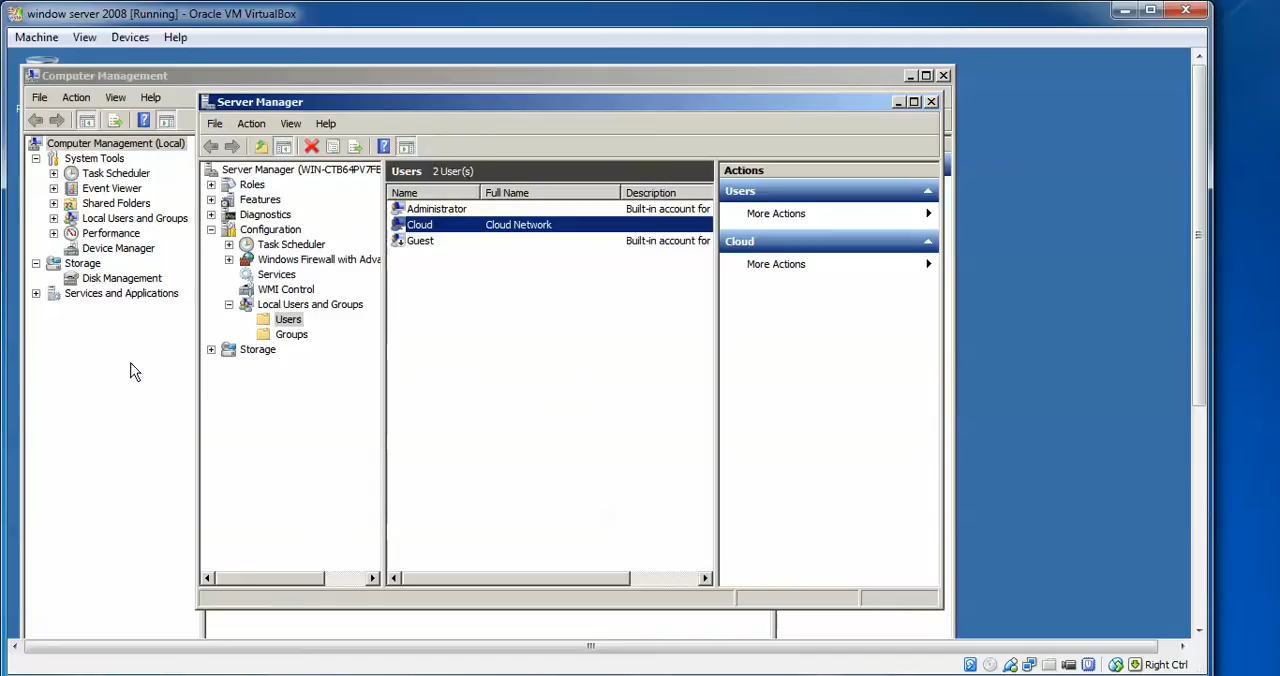 window server 2008 [Running] - Oracle VM VirtualBox
Machine View Devices Help
Computer Management
File Action View Help
Computer Management (Local)
System Tools
Task Scheduler
Event Viewer
Shared Folders
Local Users and Groups
Performance
Device Manager
Storage
Disk Management
Services and Applications
Server Manager
File Action View Help
Server Manager (WIN-CTB64PV7FE
Roles
Features
Diagnostics
Configuration
Task Scheduler
Windows Firewall with Adva
Services
WMI Control
Local Users and Groups
Users
Groups
Storage
Users 2 User(s)
Name Full Name Description
Administrator Built-in account for
Cloud Cloud Network
Guest Built-in account for
Actions
Users
More Actions
Cloud
More Actions
Right Ctrl